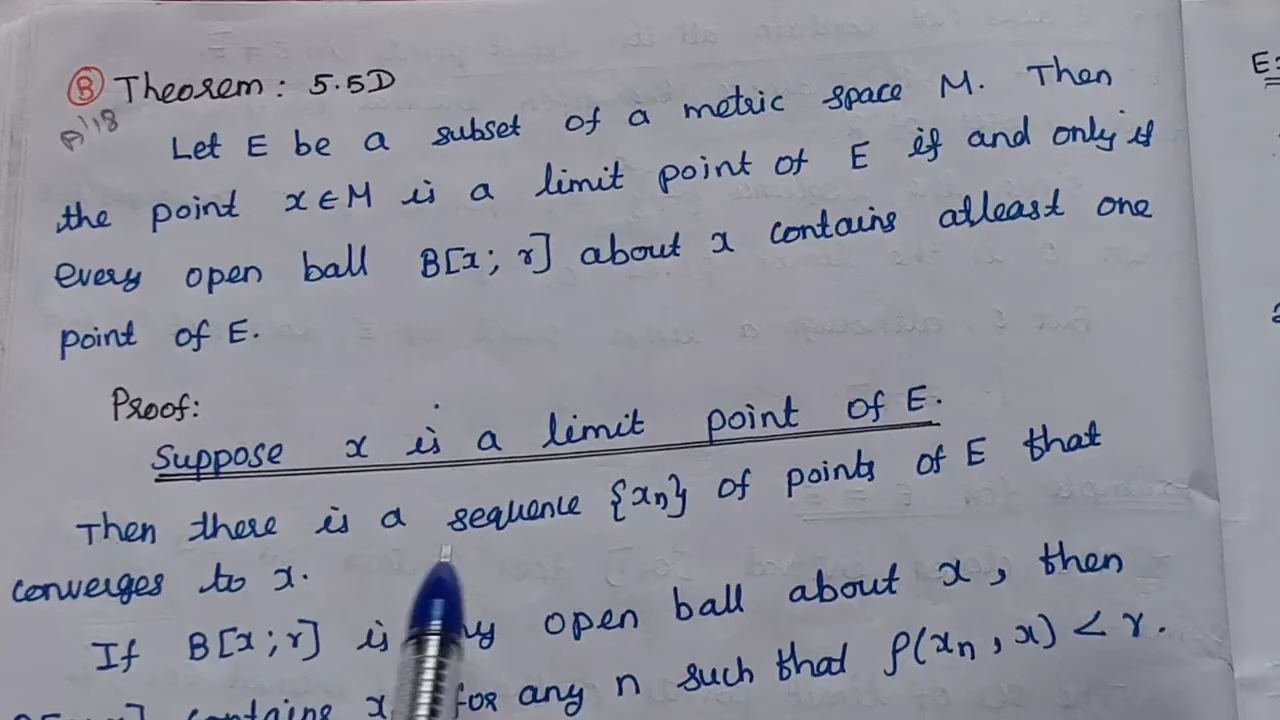 Ⓑ Theorem: 5.5D
A'18
Let E be a subset of a metric space M. Then
the point x∈M is a limit point of E if and only if
every open ball B[x; r] about x contains atleast one
point of E.
Proof:
Suppose x is a limit point of E.
Then there is a sequence {xn} of points of E that
converges to x.
If B[x; r] is open ball about x, then
contains x for any n such that ρ(xn, x) < r.